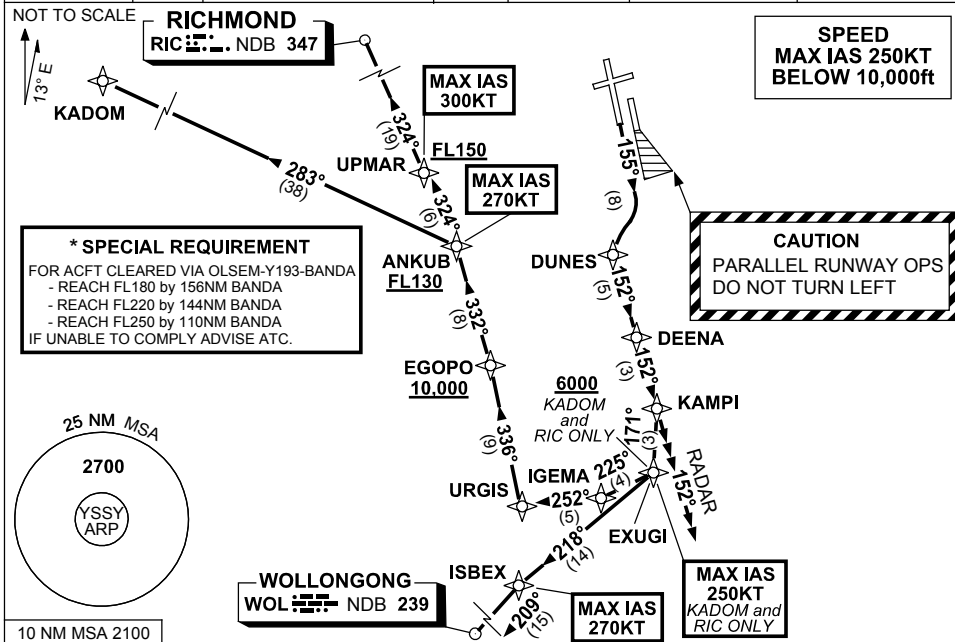 NOT TO SCALE
13° E
RICHMOND
RIC NDB 347
SPEED
MAX IAS 250KT
BELOW 10,000ft
KADOM
MAX IAS
300KT
324°
(19)
UPMAR
FL150
155°
283°
(38)
324°
(6)
MAX IAS
270KT
(8)
* SPECIAL REQUIREMENT
FOR ACFT CLEARED VIA OLSEM-Y193-BANDA
- REACH FL180 by 156NM BANDA
- REACH FL220 by 144NM BANDA
- REACH FL250 by 110NM BANDA
IF UNABLE TO COMPLY ADVISE ATC.
ANKUB
FL130
DUNES
CAUTION
PARALLEL RUNWAY OPS
DO NOT TURN LEFT
332°
(8)
152°
(5)
DEENA
EGOPO
10,000
152°
(3)
6000
KADOM
and
RIC ONLY
KAMPI
25 NM MSA
2700
YSSY
ARP
336°
(9)
171°
(3)
RADAR
152°
URGIS
IGEMA
225°
(4)
252°
(5)
EXUGI
218°
(14)
ISBEX
WOLLONGONG
WOL NDB 239
209°
(15)
MAX IAS
270KT
MAX IAS
250KT
KADOM and
RIC ONLY
10 NM MSA 2100